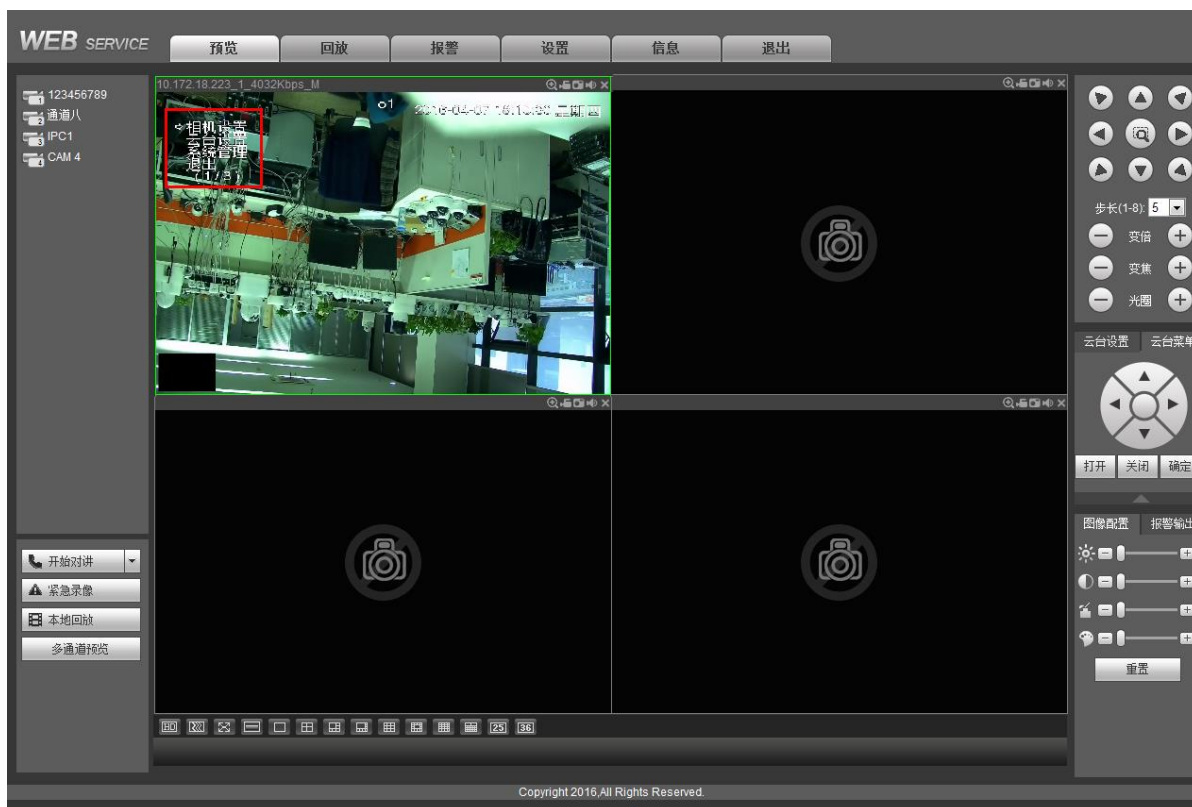 WEB SERVICE
预览
回放
报警
设置
信息
退出
123456789
通道八
IPC1
CAM 4
10.172.18.223_1_4032Kbps_M
相机设置
云台设置
系统管理
退出
(1/3)
步长(1-8): 5
变倍
变焦
光圈
云台设置 云台菜单
打开 关闭 确定
图像配置 报警输出
重置
开始对讲
紧急录像
本地回放
多通道预览
25 36
Copyright 2016,All Rights Reserved.